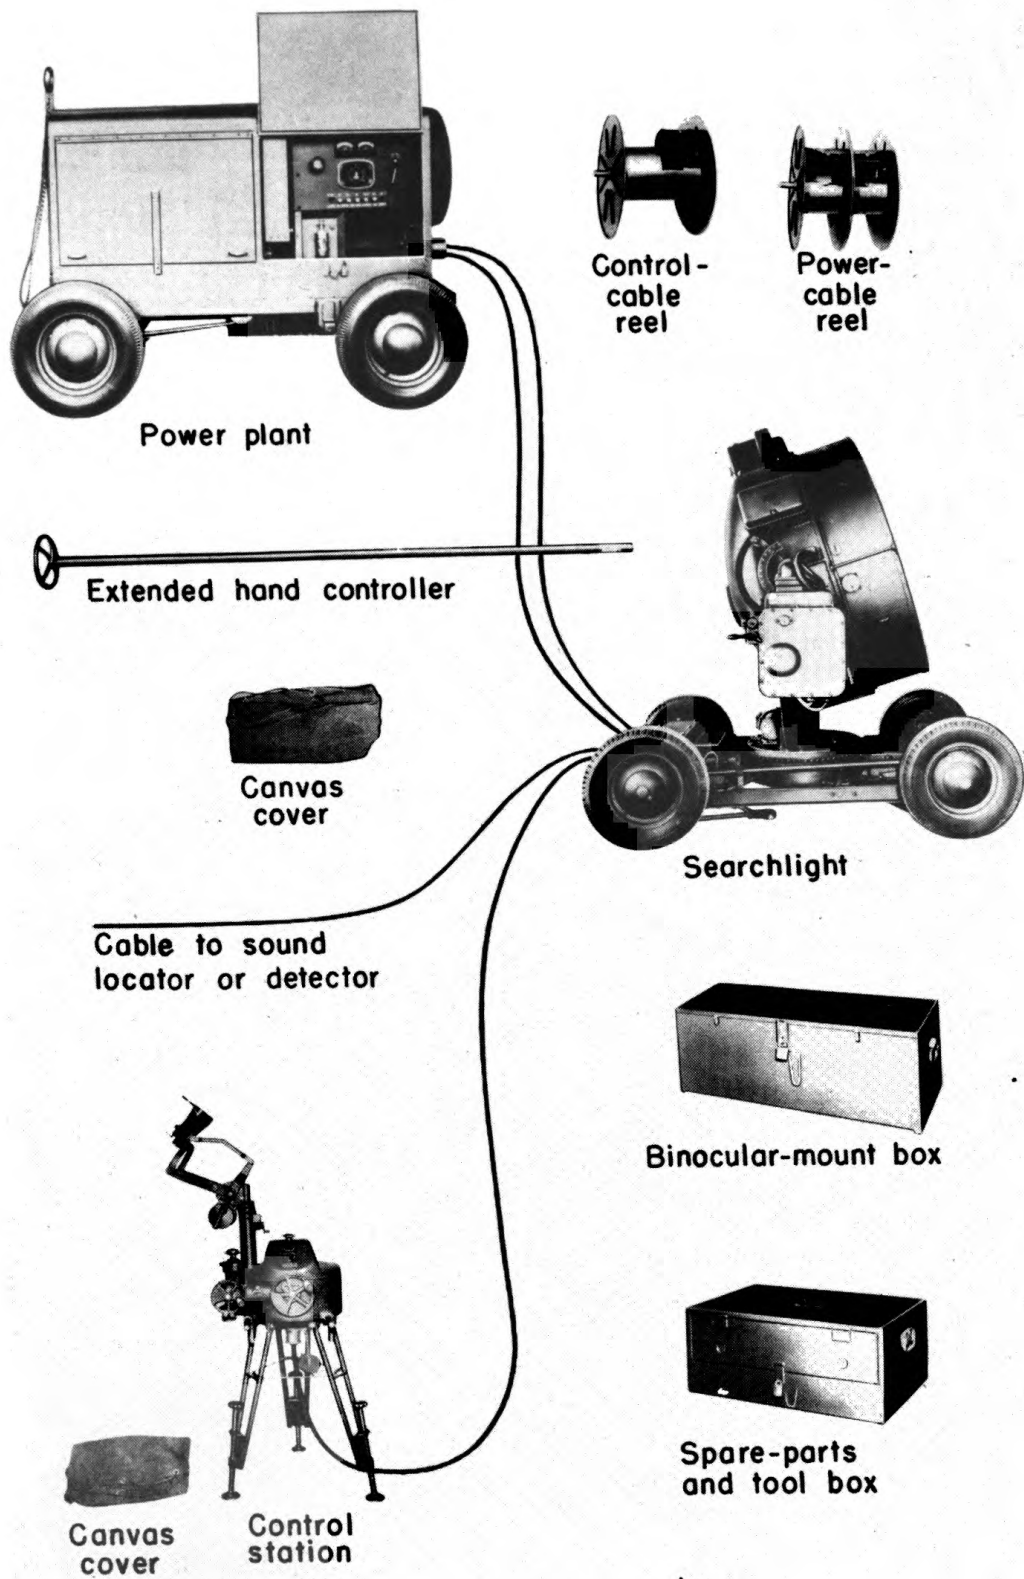 Control-
cable
reel
Power-
cable
reel
Power plant
Extended hand controller
Canvas
cover
Searchlight
Cable to sound
locator or detector
Binocular-mount box
Spare-parts
and tool box
Canvas
cover
Control
station